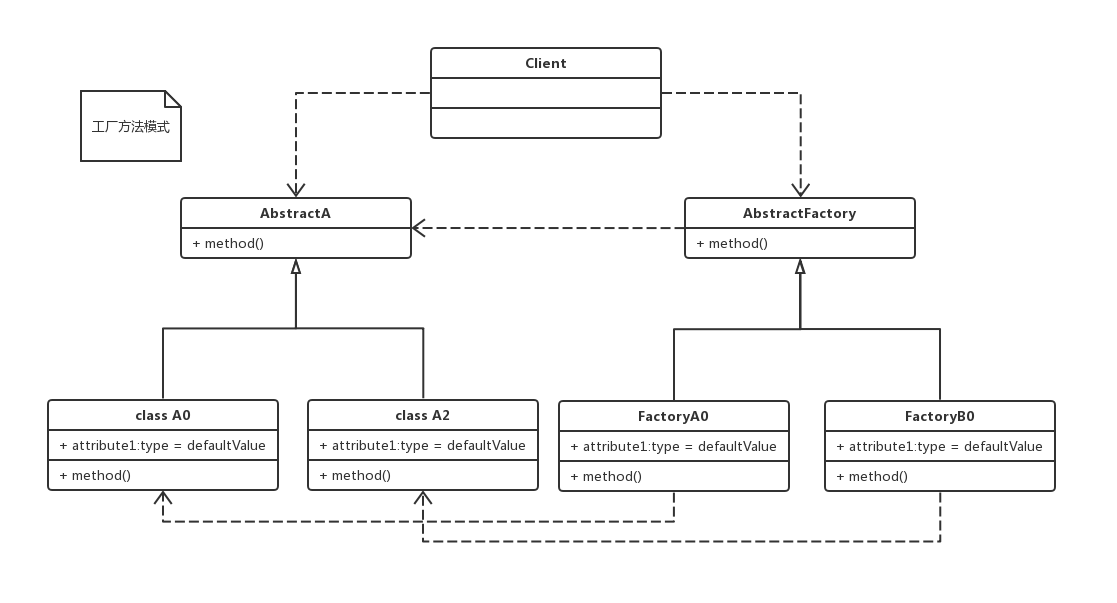 Client
工厂方法模式
AbstractA
+ method()
AbstractFactory
+ method()
class A0
+ attribute1:type = defaultValue
+ method()
class A2
+ attribute1:type = defaultValue
+ method()
FactoryA0
+ attribute1:type = defaultValue
+ method()
FactoryB0
+ attribute1:type = defaultValue
+ method()